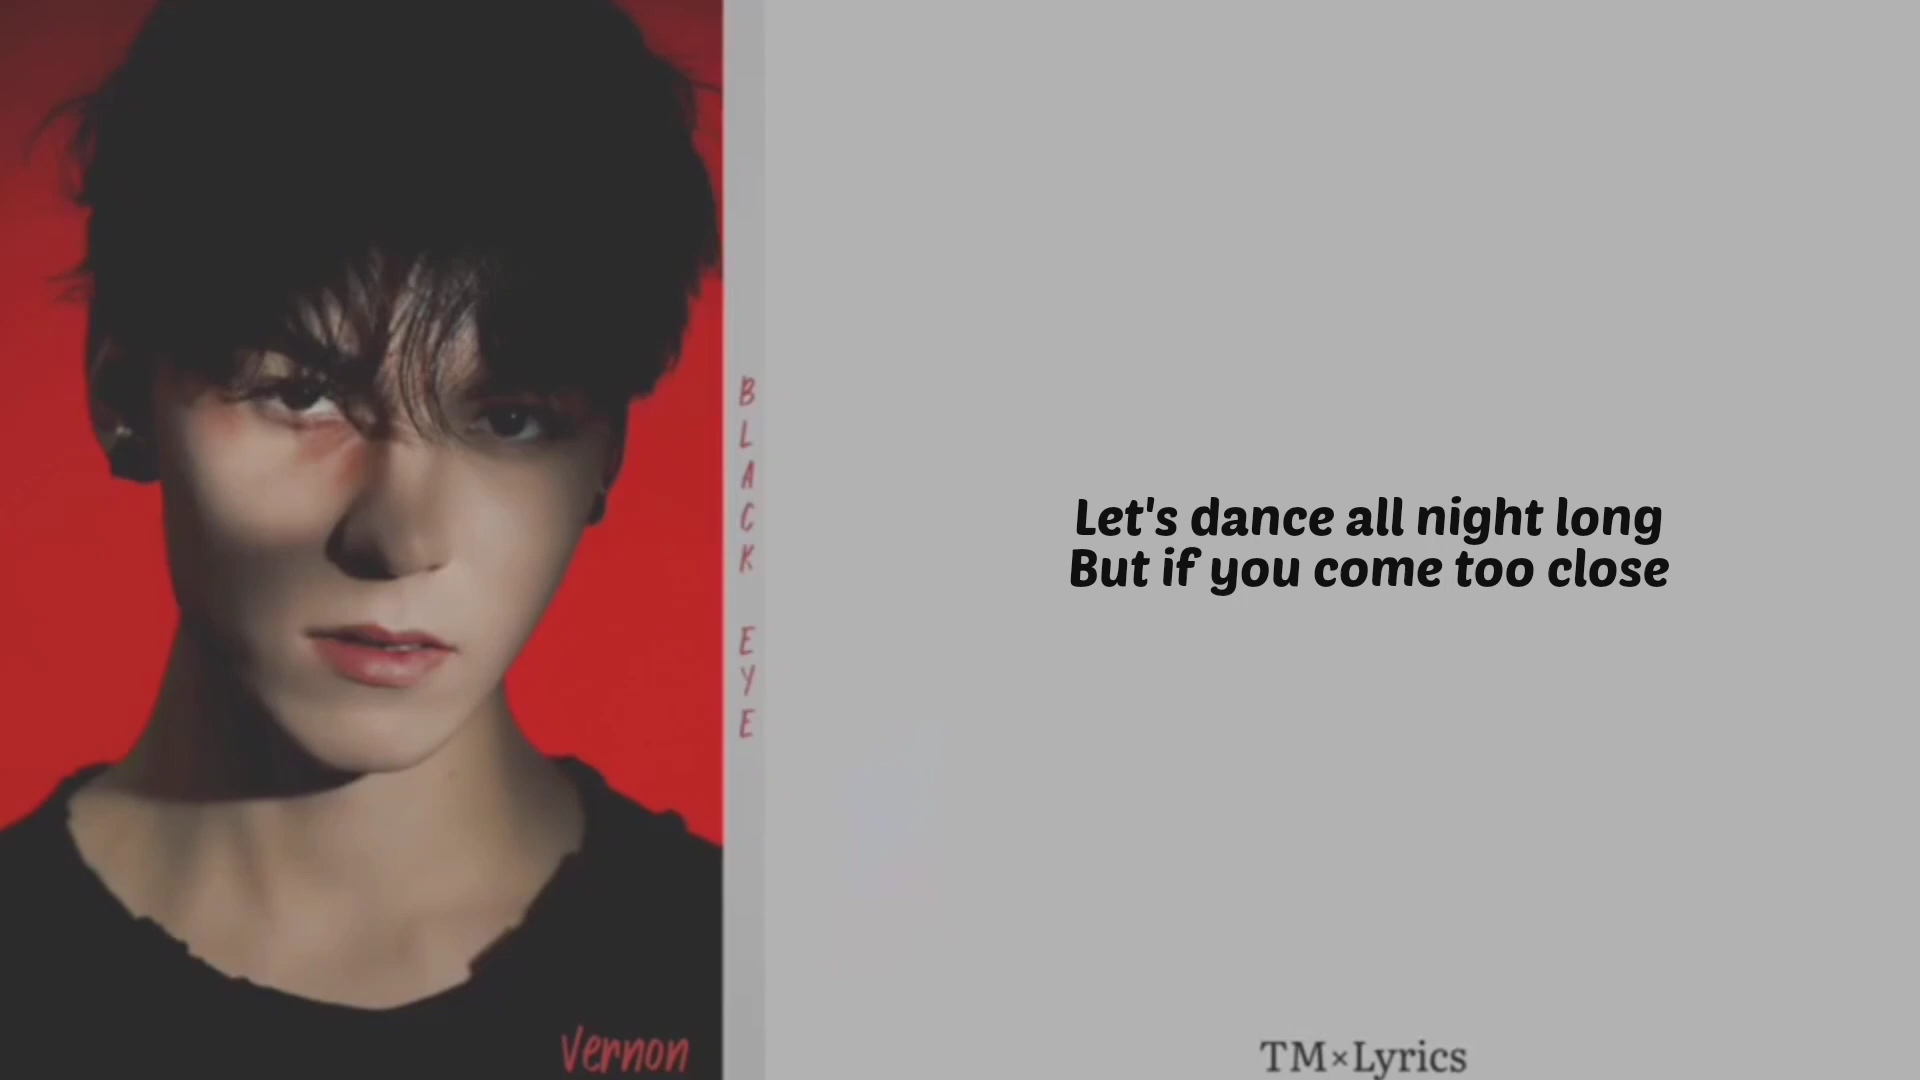 BLACK EYE
Vernon
Let's dance all night long
But if you come too close
TM×Lyrics